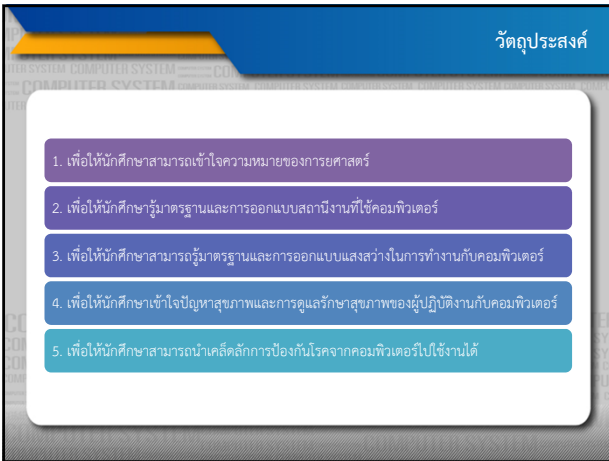 วัตถุประสงค์
1. เพื่อให้นักศึกษาสามารถเข้าใจความหมายของการยศาสตร์
2. เพื่อให้นักศึกษารู้มาตรฐานและการออกแบบสถานีงานที่ใช้คอมพิวเตอร์
3. เพื่อให้นักศึกษาสามารถรู้มาตรฐานและการออกแบบแสงสว่างในการทำงานกับคอมพิวเตอร์
4. เพื่อให้นักศึกษาเข้าใจปัญหาสุขภาพและการดูแลรักษาสุขภาพของผู้ปฏิบัติงานกับคอมพิวเตอร์
5. เพื่อให้นักศึกษาสามารถนำเคล็ดลักการป้องกันโรคจากคอมพิวเตอร์ไปใช้งานได้
COMPUTER SYSTEM